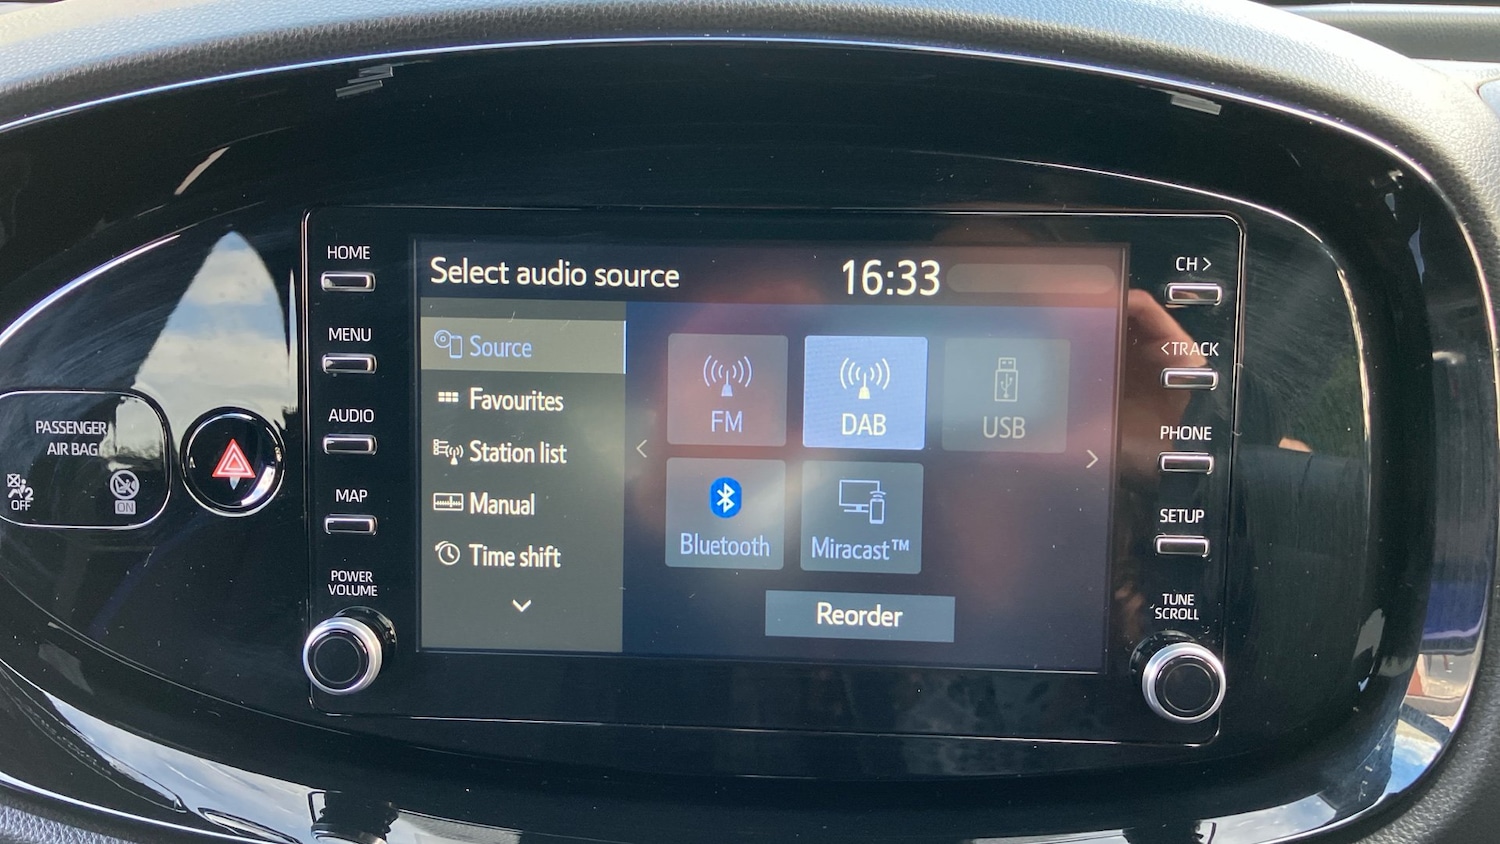 PASSENGER
AIR BAG
2
OFF
ON
HOME
MENU
AUDIO
MAP
POWER
VOLUME
Select audio source
16:33
Source
Favourites
Station list
Manual
Time shift
FM
DAB
USB
Bluetooth
Miracast™
Reorder
CH >
< TRACK
PHONE
SETUP
TUNE
SCROLL